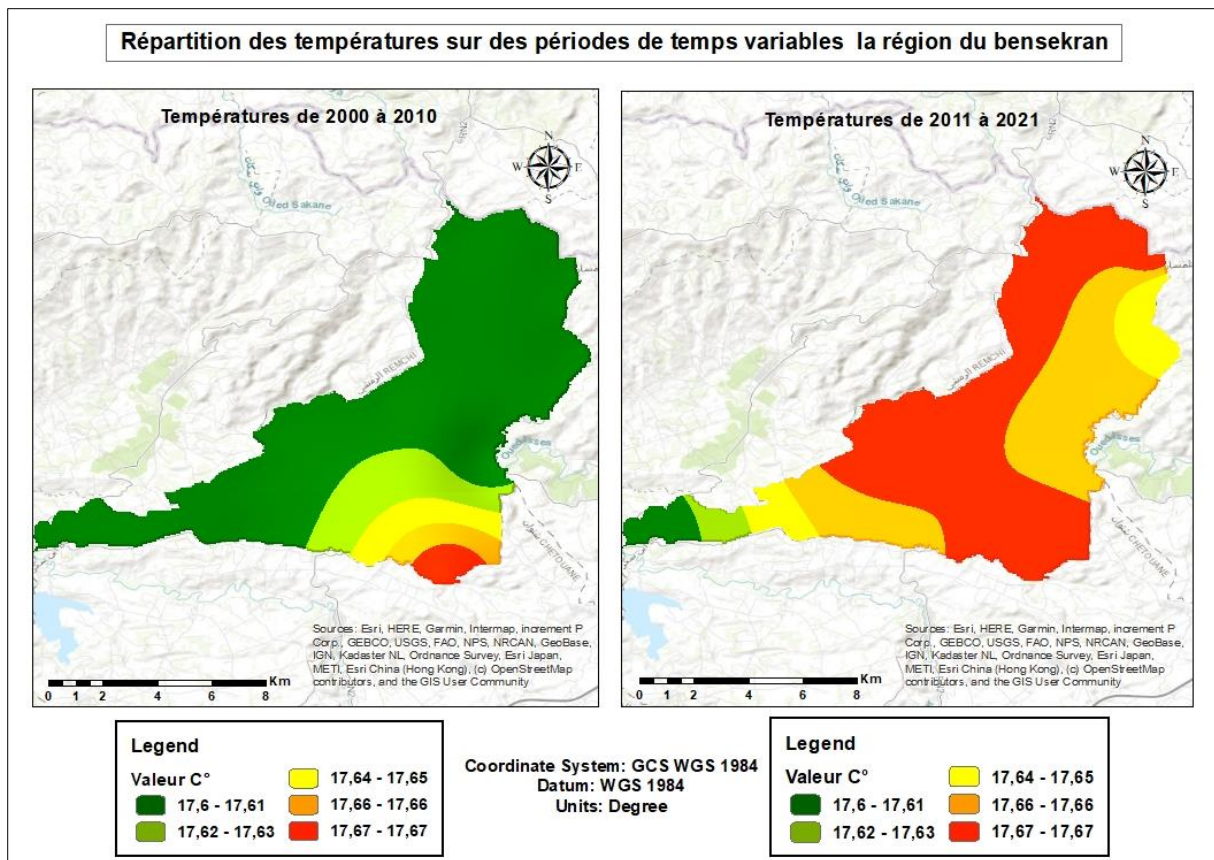 Répartition des températures sur des périodes de temps variables la région du bensekran
Températures de 2000 à 2010
N
W E
S
Oued Sakane
REMCHI الرمشي
CHETOUANE شتوان
Sources: Esri, HERE, Garmin, Intermap, increment P
Corp., GEBCO, USGS, FAO, NPS, NRCAN, GeoBase,
IGN, Kadaster NL, Ordnance Survey, Esri Japan,
METI, Esri China (Hong Kong), (c) OpenStreetMap
contributors, and the GIS User Community
Km
0 1 2 4 6 8
Températures de 2011 à 2021
N
W E
S
Oued Sakane
REMCHI الرمشي
CHETOUANE شتوان
Sources: Esri, HERE, Garmin, Intermap, increment P
Corp., GEBCO, USGS, FAO, NPS, NRCAN, GeoBase,
IGN, Kadaster NL, Ordnance Survey, Esri Japan,
METI, Esri China (Hong Kong), (c) OpenStreetMap
contributors, and the GIS User Community
Km
0 1 2 4 6 8
Legend
Valeur C°
17,6 - 17,61
17,62 - 17,63
17,64 - 17,65
17,66 - 17,66
17,67 - 17,67
Coordinate System: GCS WGS 1984
Datum: WGS 1984
Units: Degree
Legend
Valeur C°
17,6 - 17,61
17,62 - 17,63
17,64 - 17,65
17,66 - 17,66
17,67 - 17,67